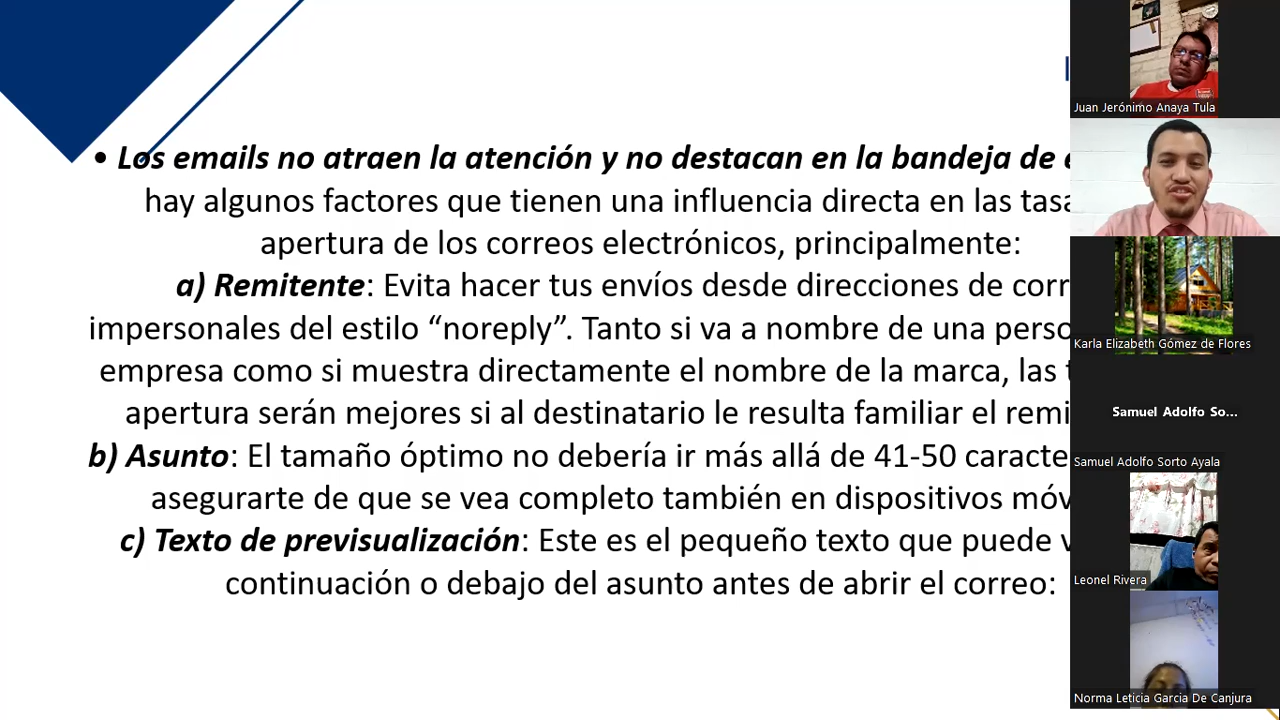 • Los emails no atraen la atención y no destacan en la bandeja de
hay algunos factores que tienen una influencia directa en las
apertura de los correos electrónicos, principalmente:
a) Remitente: Evita hacer tus envíos desde direcciones de
impersonales del estilo “noreply”. Tanto si va a nombre de una
empresa como si muestra directamente el nombre de la marca, las
apertura serán mejores si al destinatario le resulta familiar el
b) Asunto: El tamaño óptimo no debería ir más allá de 41-50
asegurarte de que se vea completo también en dispositivos
c) Texto de previsualización: Este es el pequeño texto que puede
continuación o debajo del asunto antes de abrir el correo:
Juan Jerónimo Anaya Tula
Karla Elizabeth Gómez de Flores
Samuel Adolfo So...
Samuel Adolfo Sorto Ayala
Leonel Rivera
Norma Leticia Garcia De Canjura